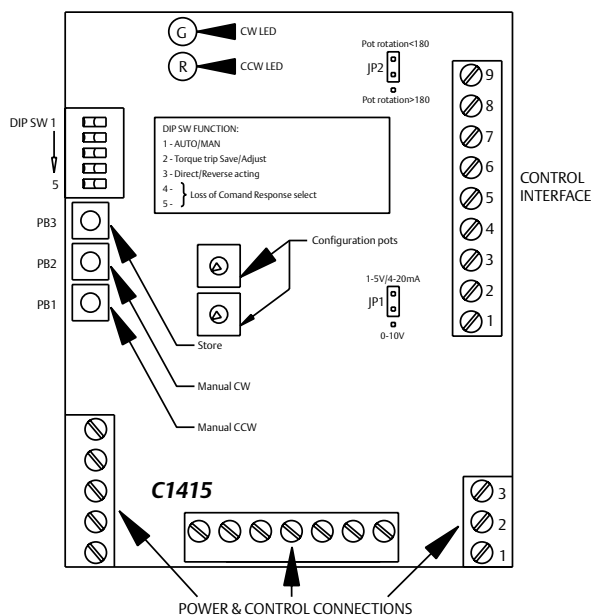 G
CW LED
R
CCW LED
Pot rotation<180
JP2
Pot rotation>180
DIP SW 1
5
DIP SW FUNCTION:
1 - AUTO/MAN
2 - Torque trip Save/Adjust
3 - Direct/Reverse acting
4 -
5 -
Loss of Comand Response select
9
8
7
6
5
4
3
2
1
CONTROL
INTERFACE
PB3
PB2
PB1
Configuration pots
1-5V/4-20mA
JP1
0-10V
Store
Manual CW
Manual CCW
C1415
3
2
1
POWER & CONTROL CONNECTIONS